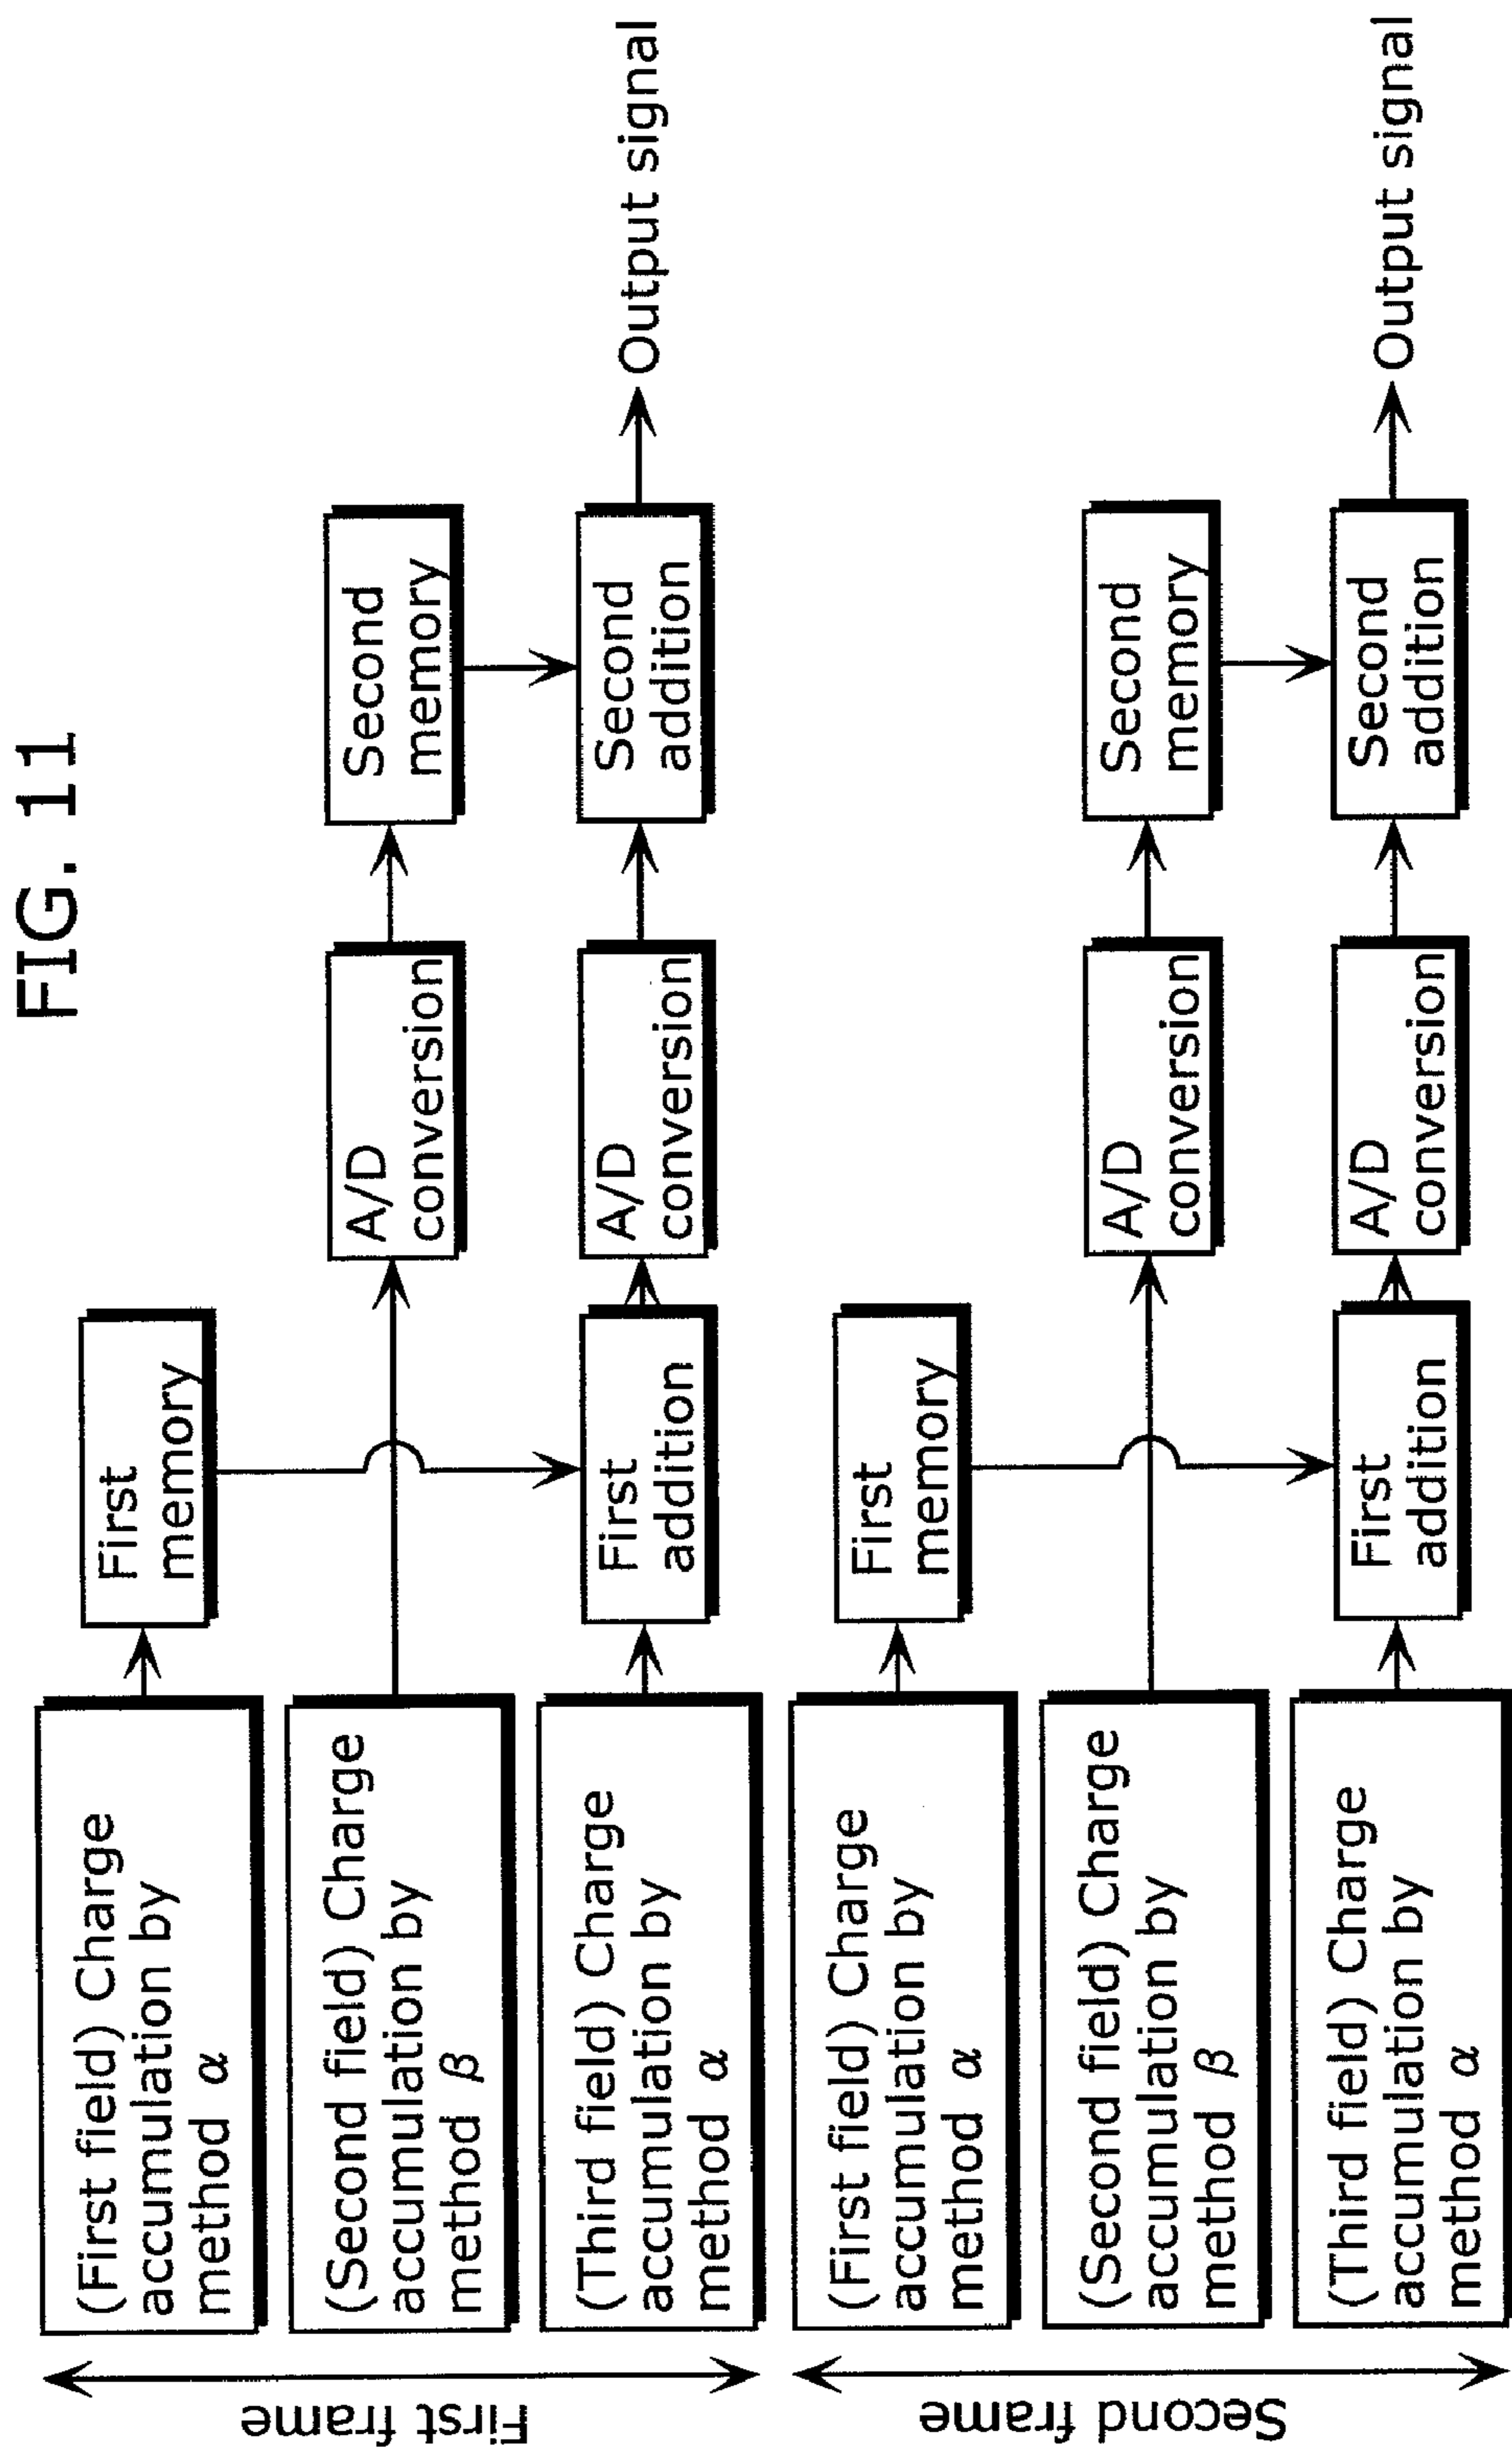 FIG. 11
First frame
(First field) Charge
accumulation by
method α
First
memory
(Second field) Charge
accumulation by
method β
A/D
conversion
Second
memory
(Third field) Charge
accumulation by
method α
First
addition
A/D
conversion
Second
addition
Output signal
Second frame
(First field) Charge
accumulation by
method α
First
memory
(Second field) Charge
accumulation by
method β
A/D
conversion
Second
memory
(Third field) Charge
accumulation by
method α
First
addition
A/D
conversion
Second
addition
Output signal